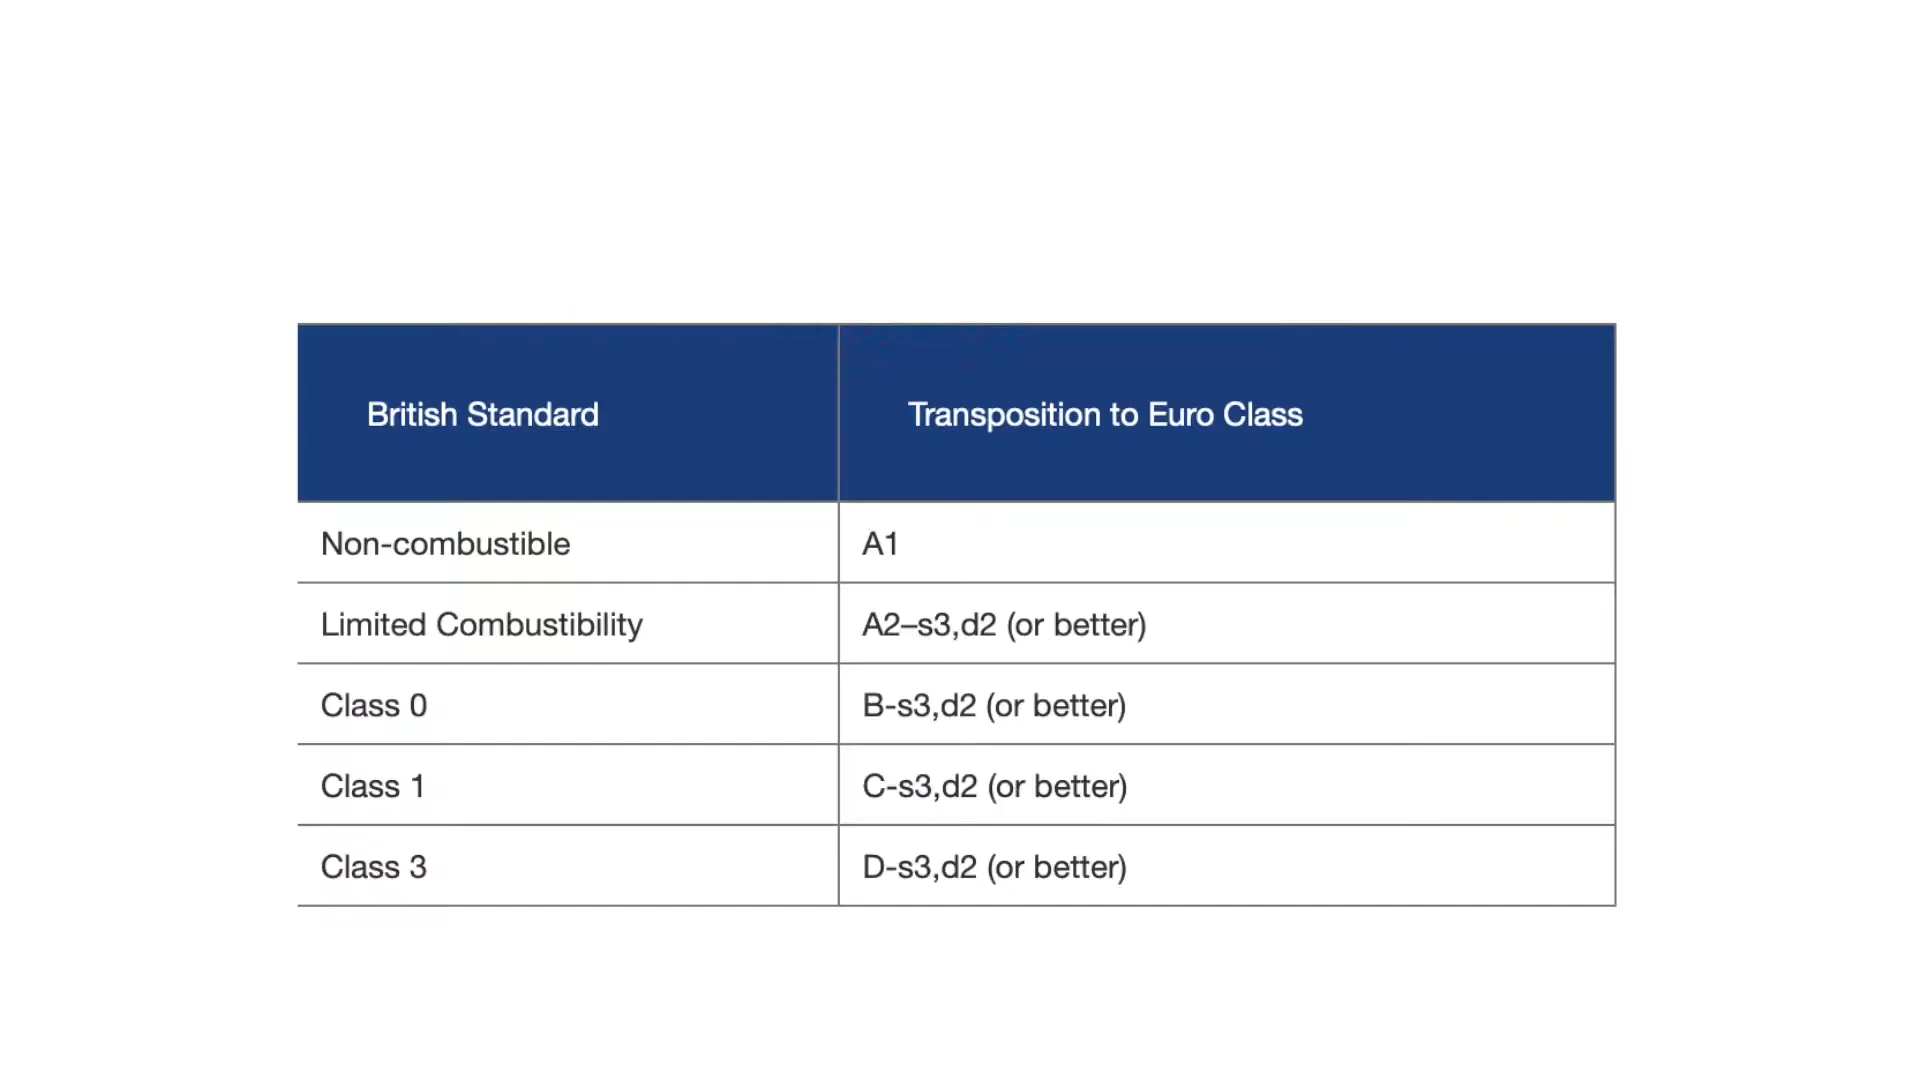 British Standard
Transposition to Euro Class
Non-combustible
A1
Limited Combustibility
A2–s3,d2 (or better)
Class 0
B-s3,d2 (or better)
Class 1
C-s3,d2 (or better)
Class 3
D-s3,d2 (or better)